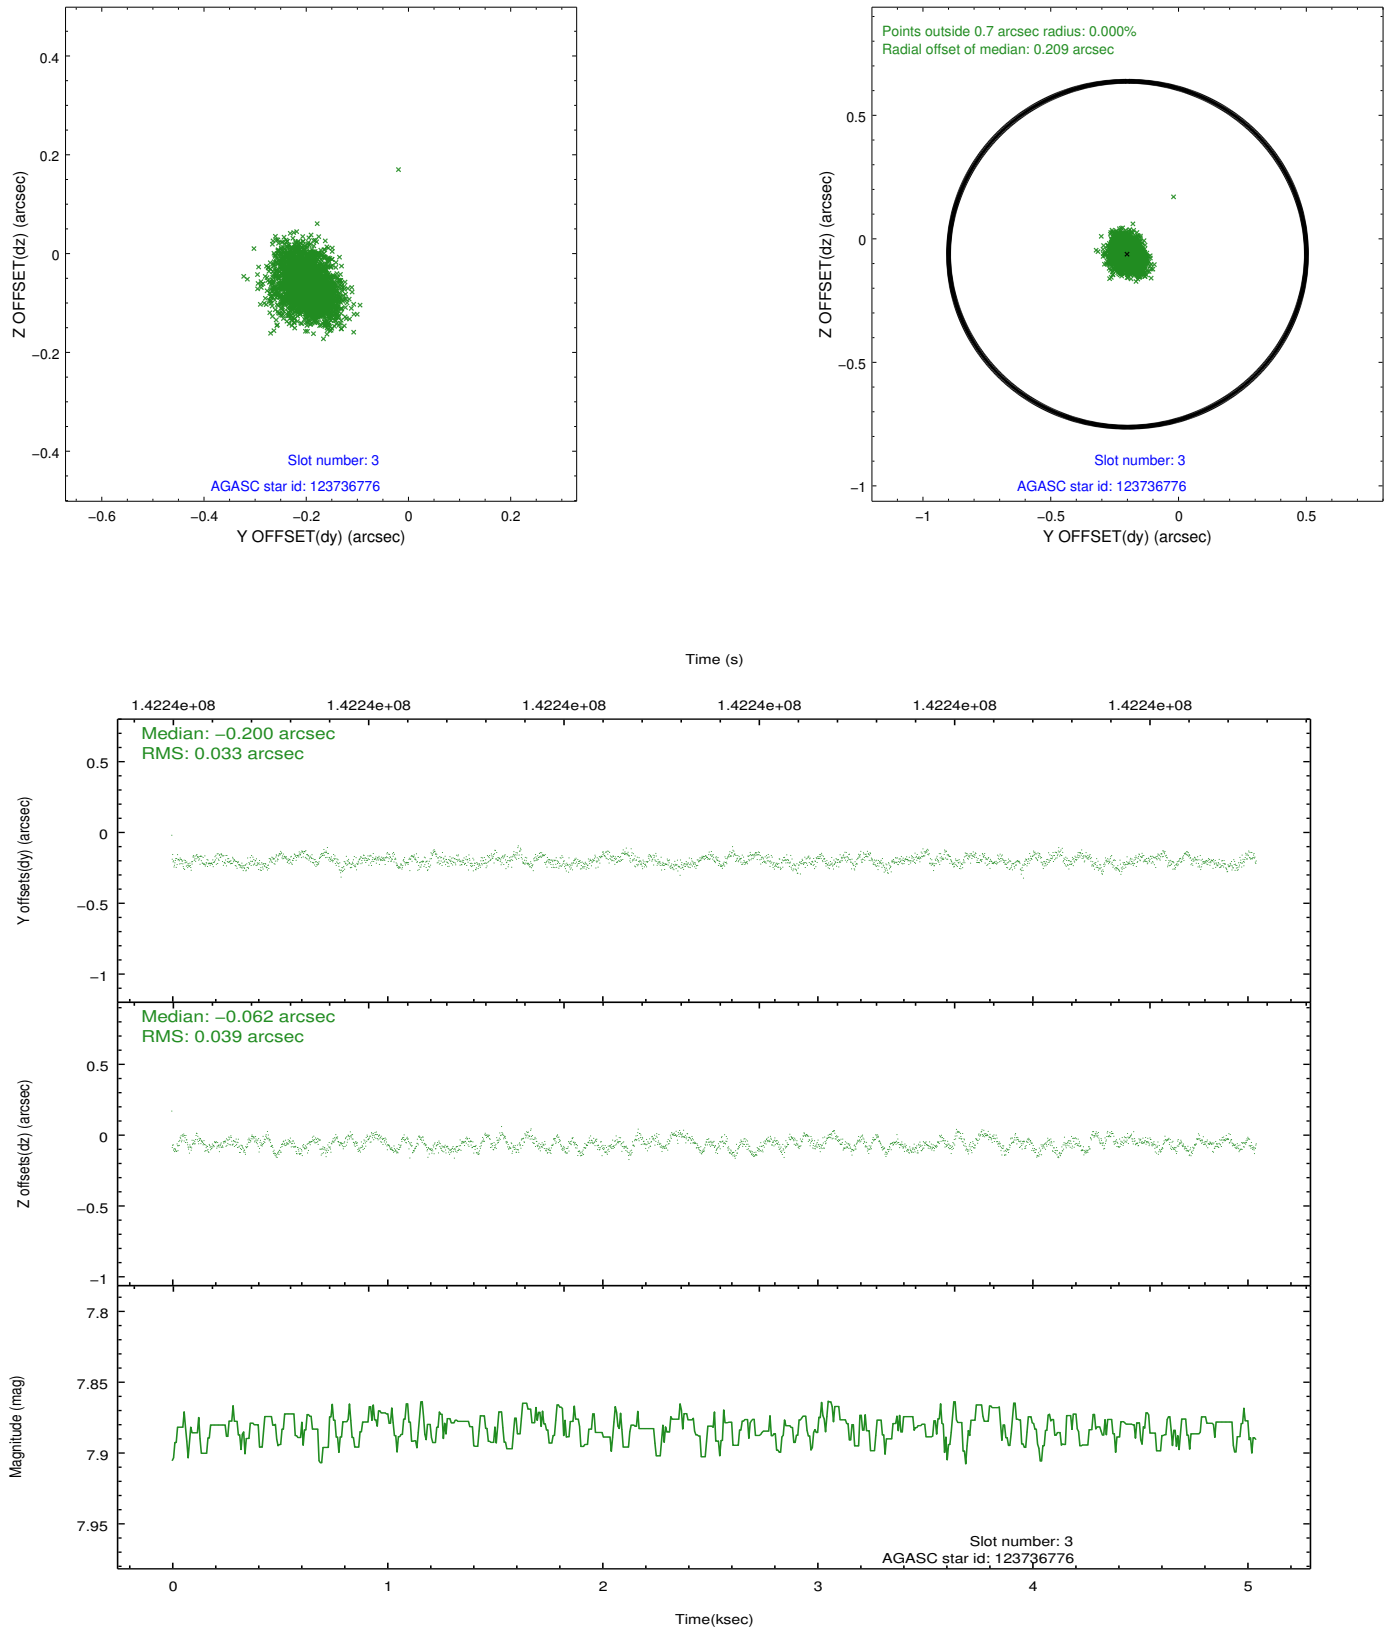 0.4
0.2
0
−0.2
−0.4
Z OFFSET(dz) (arcsec)
Slot number: 3
AGASC star id: 123736776
−0.6 −0.4 −0.2 0 0.2
Y OFFSET(dy) (arcsec)
Points outside 0.7 arcsec radius: 0.000%
Radial offset of median: 0.209 arcsec
0.5
0
−0.5
−1
Z OFFSET(dz) (arcsec)
Slot number: 3
AGASC star id: 123736776
−1 −0.5 0 0.5
Y OFFSET(dy) (arcsec)
Time (s)
1.4224e+08 1.4224e+08 1.4224e+08 1.4224e+08 1.4224e+08 1.4224e+08
Median: −0.200 arcsec
RMS: 0.033 arcsec
0.5
0
−0.5
−1
Y offsets(dy) (arcsec)
Median: −0.062 arcsec
RMS: 0.039 arcsec
0.5
0
−0.5
−1
Z offsets(dz) (arcsec)
7.8
7.85
7.9
7.95
Magnitude (mag)
Slot number: 3
AGASC star id: 123736776
0 1 2 3 4 5
Time(ksec)